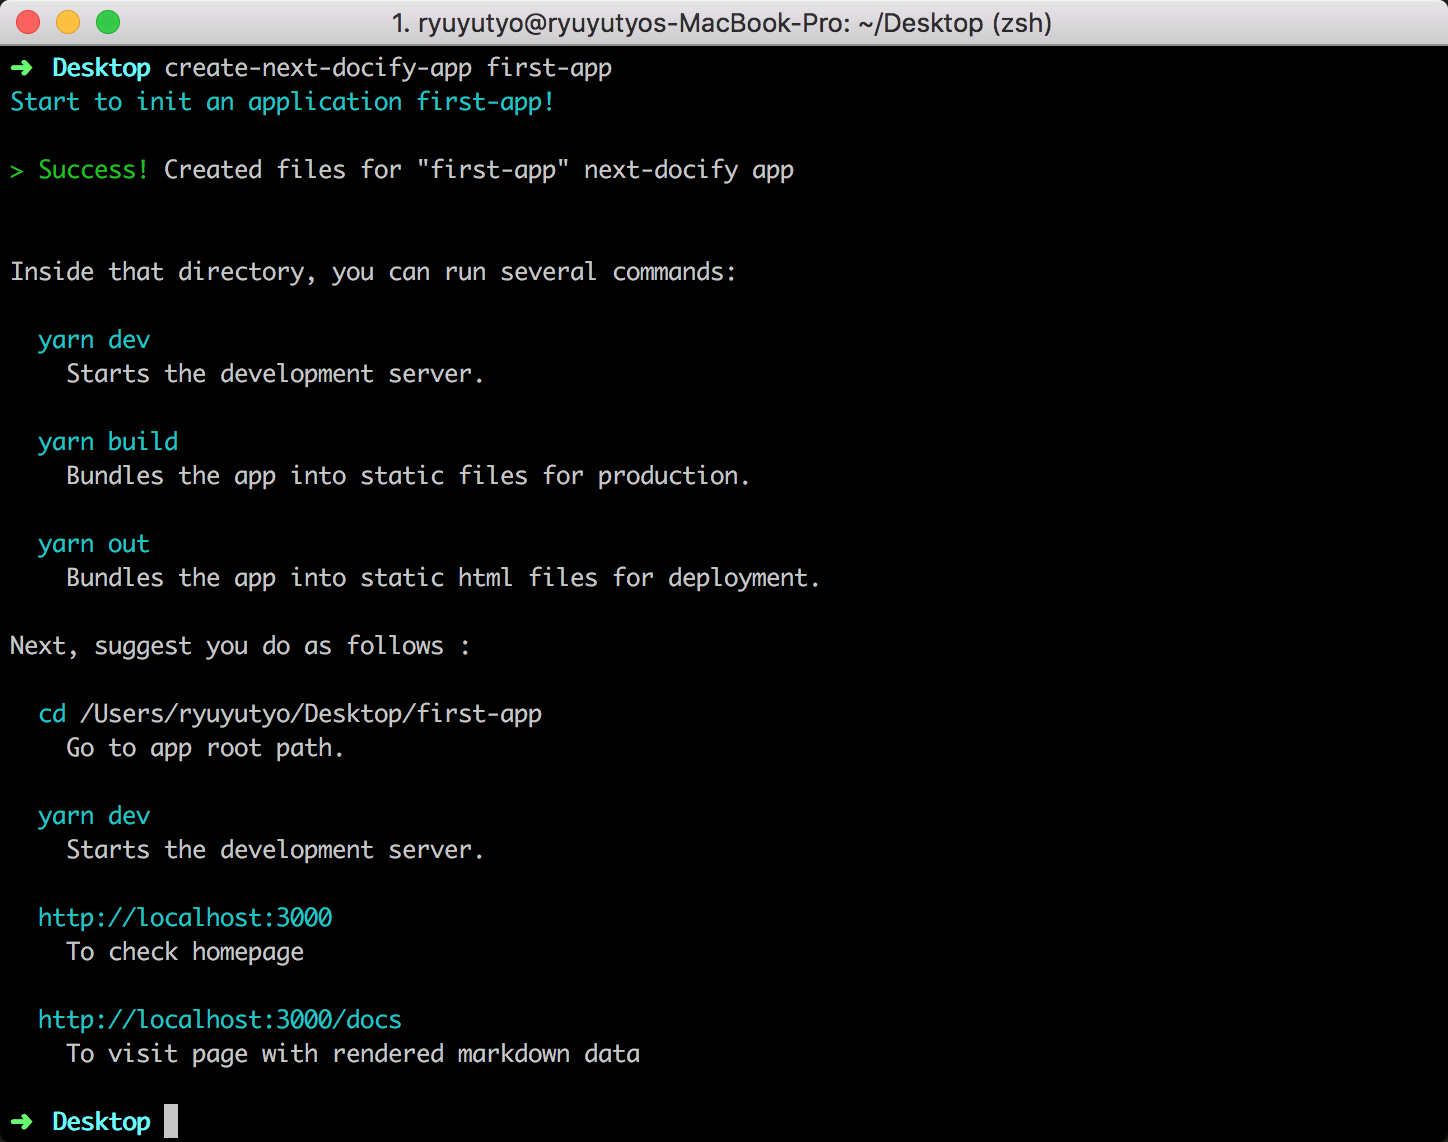 1. ryuyutyo@ryuyutyos-MacBook-Pro: ~/Desktop (zsh)
➜ Desktop create-next-docify-app first-app
Start to init an application first-app!
> Success! Created files for "first-app" next-docify app
Inside that directory, you can run several commands:
yarn dev
Starts the development server.
yarn build
Bundles the app into static files for production.
yarn out
Bundles the app into static html files for deployment.
Next, suggest you do as follows :
cd /Users/ryuyutyo/Desktop/first-app
Go to app root path.
yarn dev
Starts the development server.
http://localhost:3000
To check homepage
http://localhost:3000/docs
To visit page with rendered markdown data
➜ Desktop